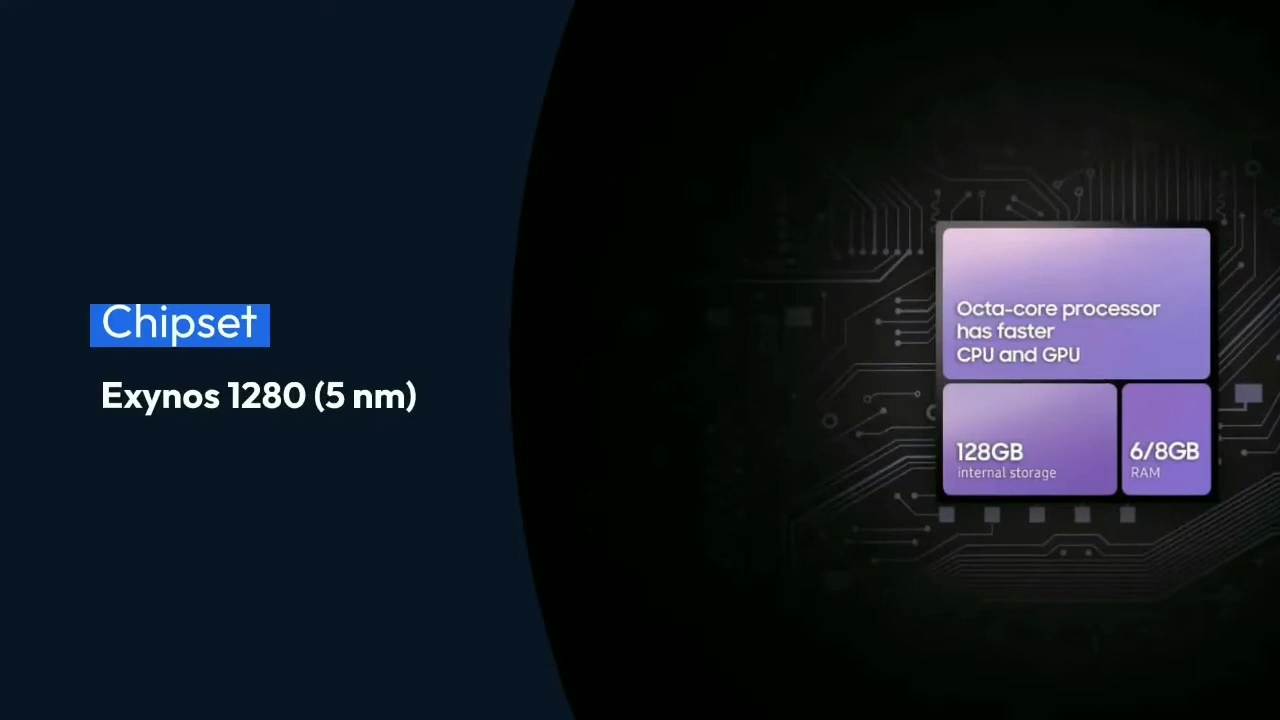 Chipset
Exynos 1280 (5 nm)
Octa-core processor
has faster
CPU and GPU
128GB
internal storage
6/8GB
RAM